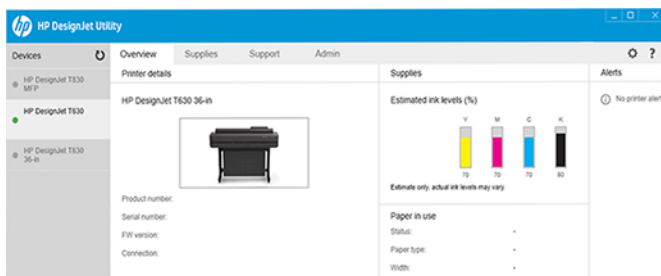 hp HP DesignJet Utility
Devices
HP DesignJet T830
MFP
HP DesignJet T630
HP DesignJet T630
36-in
Overview Supplies Support Admin
?
Printer details
HP DesignJet T630 36-in
Product number:
Serial number:
FW version:
Connection:
Supplies
Estimated ink levels (%)
Y M C K
70 70 70 80
Estimate only, actual ink levels may vary.
Paper in use
Status: -
Paper type: -
Width: -
Alerts
No printer alert